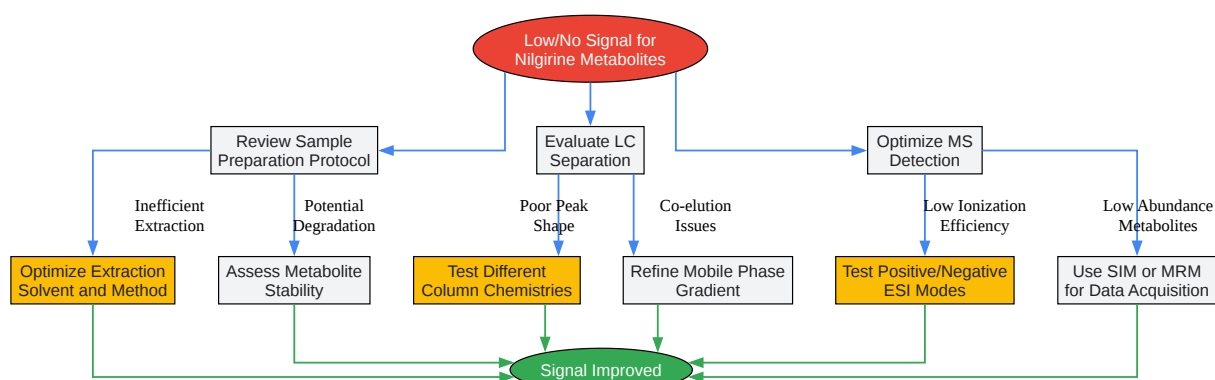 Low/No Signal for
Nilgirine Metabolites
Review Sample
Preparation Protocol
Evaluate LC
Separation
Optimize MS
Detection
Inefficient
Extraction
Potential
Degradation
Poor Peak
Shape
Co-elution
Issues
Low Ionization
Efficiency
Low Abundance
Metabolites
Optimize Extraction
Solvent and Method
Assess Metabolite
Stability
Test Different
Column Chemistries
Refine Mobile Phase
Gradient
Test Positive/Negative
ESI Modes
Use SIM or MRM
for Data Acquisition
Signal Improved